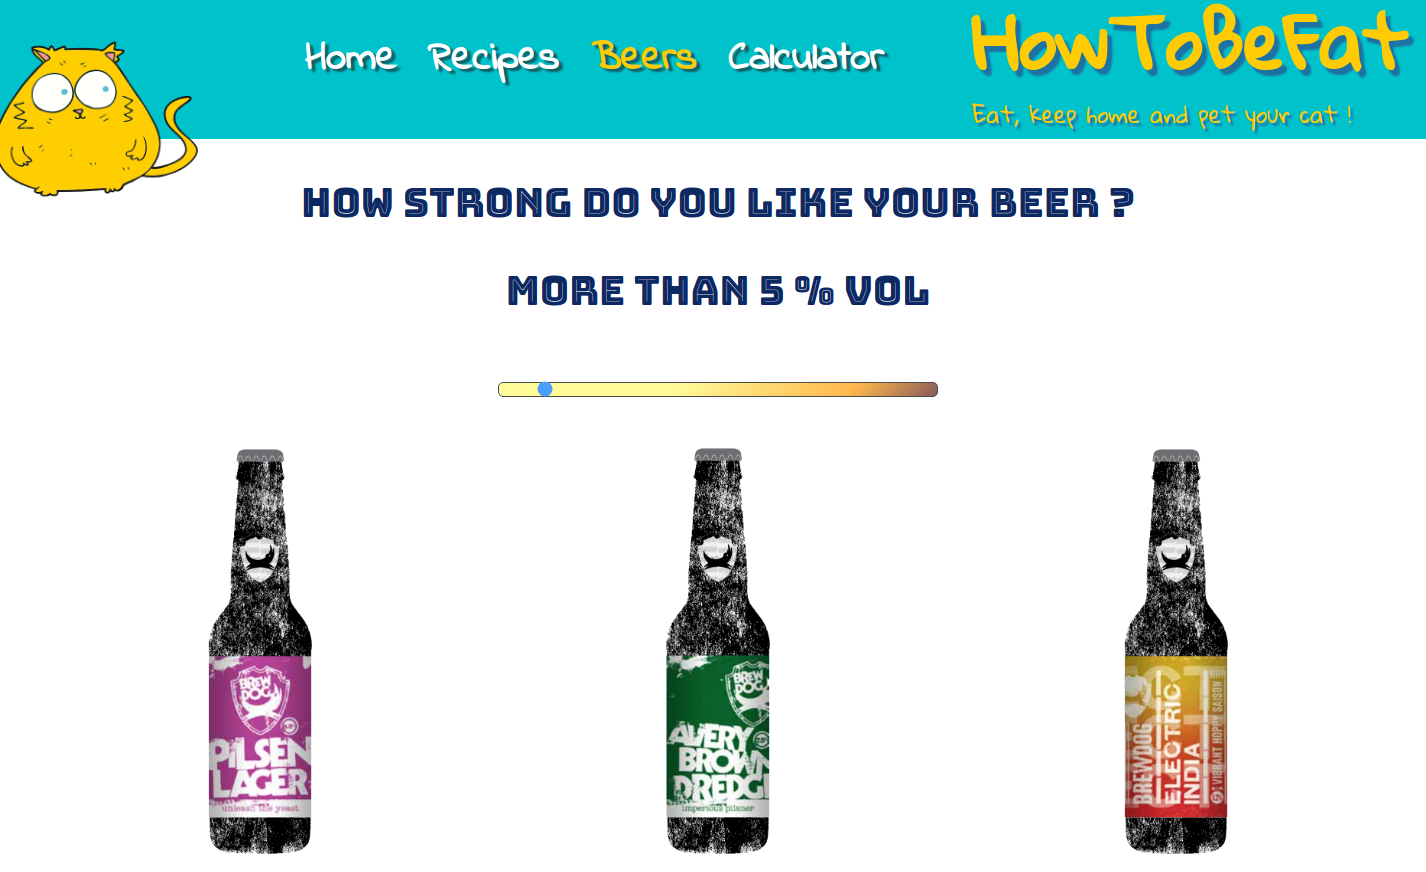 Home Recipes Beers Calculator
HowToBeFat
Eat, keep home and pet your cat !
HOW STRONG DO YOU LIKE YOUR BEER ?
MORE THAN 5 % VOL
BREW
DOG
PILSEN
LAGER
unleash the yeast
BREW
DOG
AVERY
BROWN
DREDGE
imperious pilsner
BREWDOG
ELECTRIC
INDIA
VIBRANT HOPPY SAISON